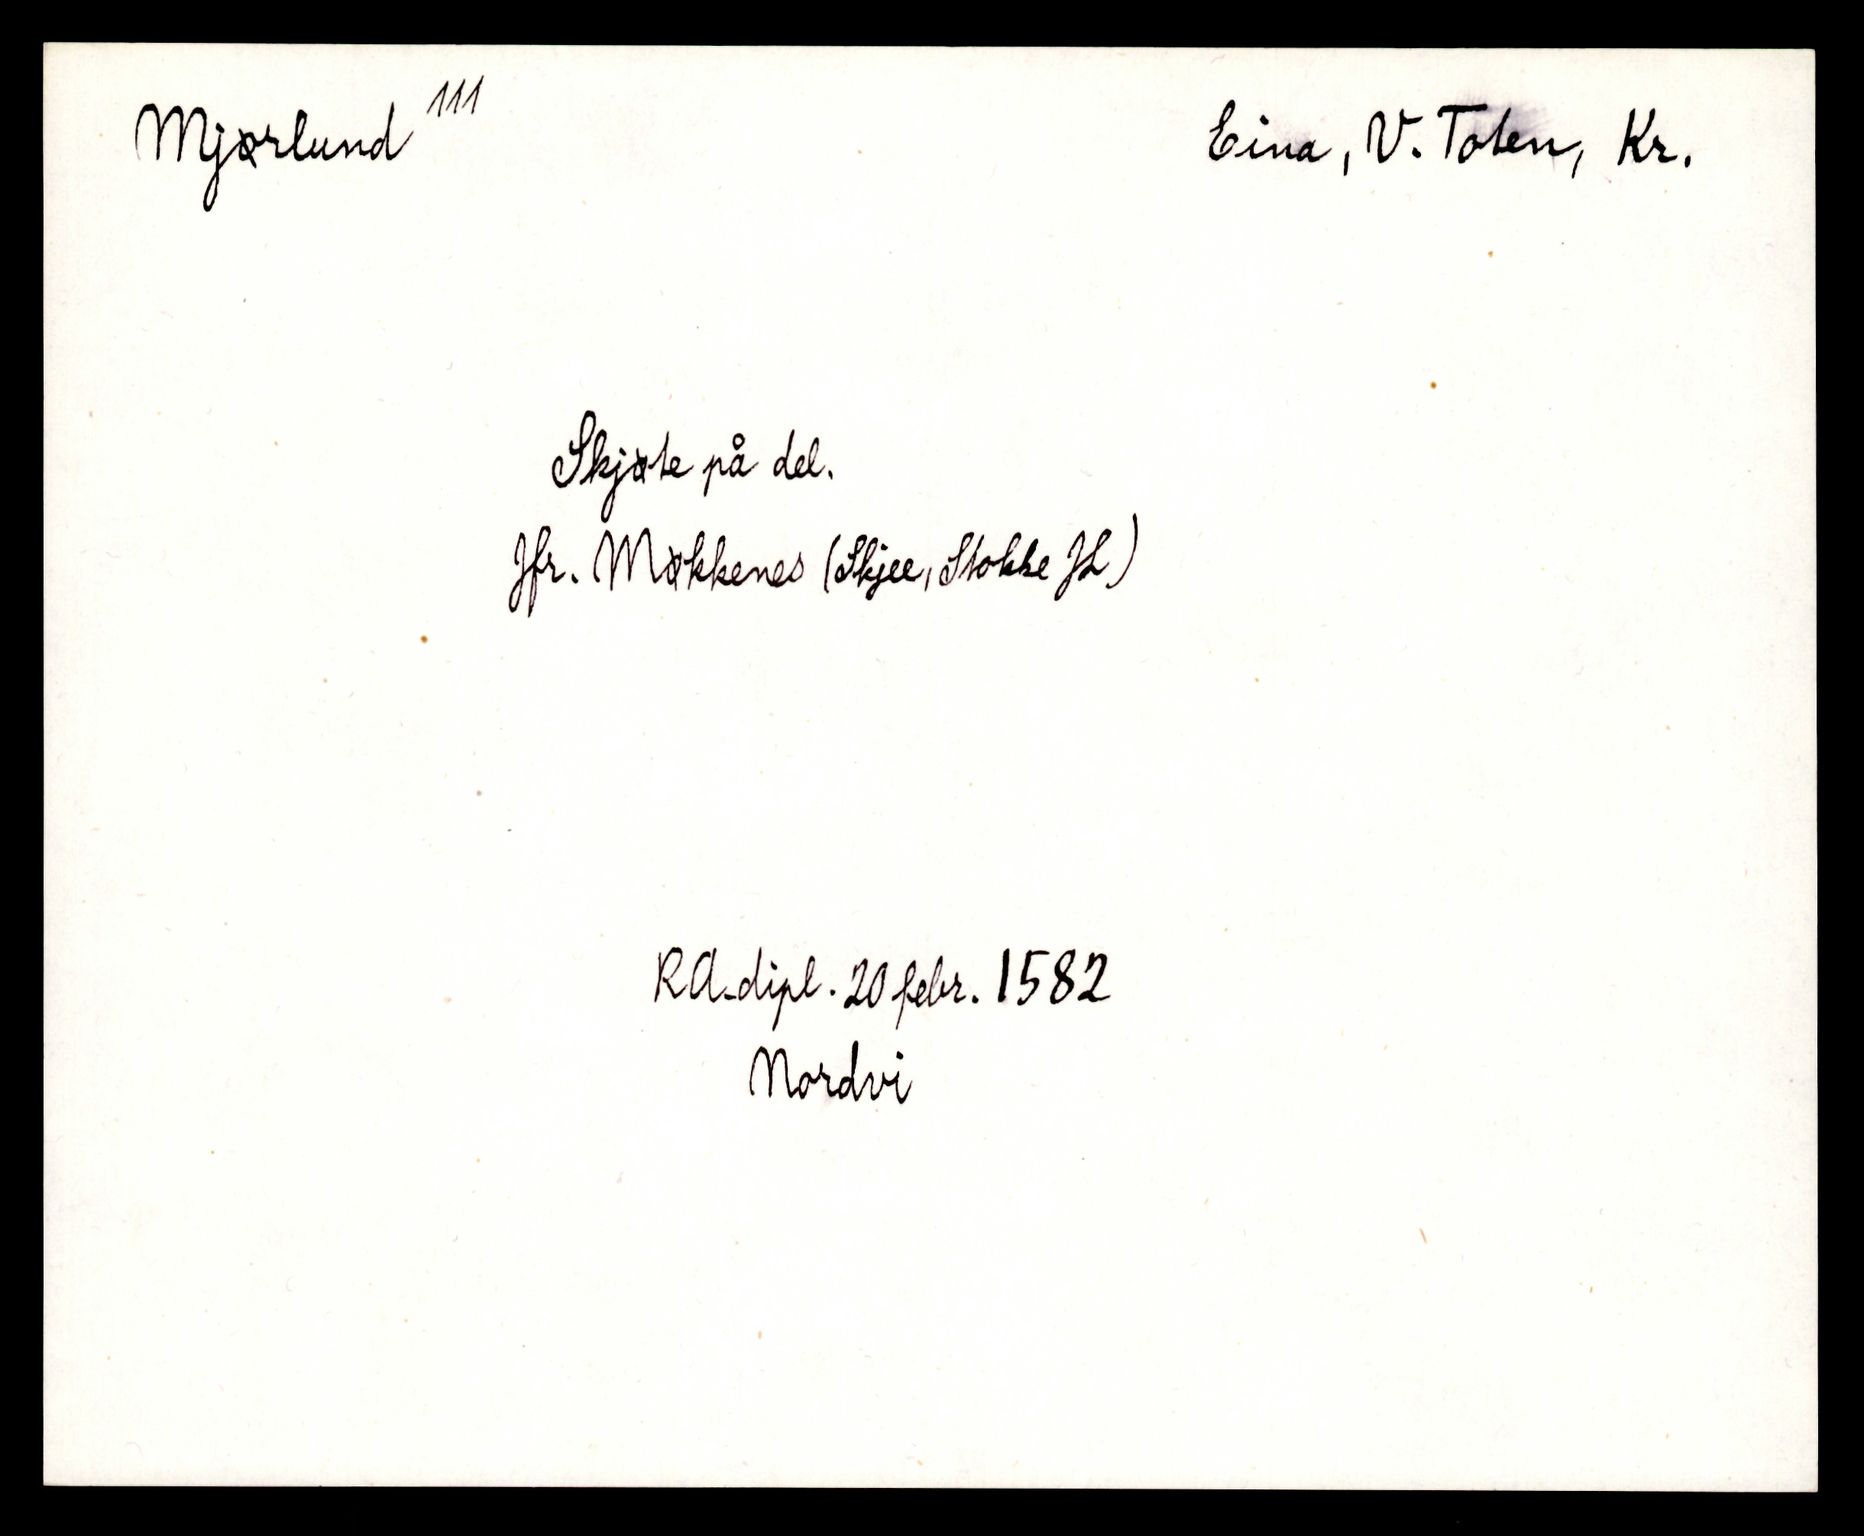 Mjørlund 111
Eina, V. Toten, Kr.
Skjøte på del.
Jfr. Møkkenes (Skjee, Stokke JL)
RA-dipl. 20 febr. 1582
Nordvi